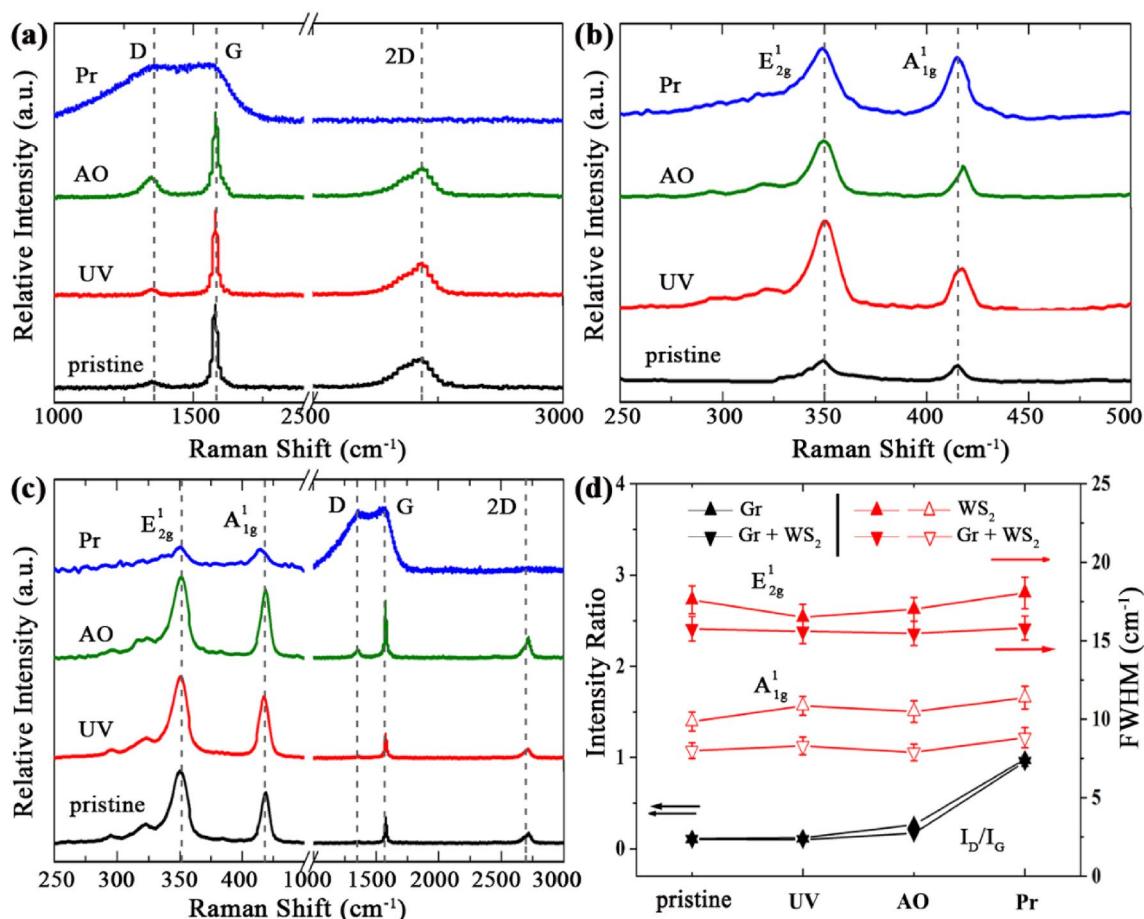 (a)
D
G
2D
Pr
AO
UV
pristine
Relative Intensity (a.u.)
1000
1500
25
00
3000
Raman Shift (cm⁻¹)
(b)
E¹2g
A¹1g
Pr
AO
UV
pristine
Relative Intensity (a.u.)
250
300
350
400
450
500
Raman Shift (cm⁻¹)
(c)
E¹2g
A¹1g
D
G
2D
Pr
AO
UV
pristine
Relative Intensity (a.u.)
250
300
350
400
1000
1500
2000
2500
3000
Raman Shift (cm⁻¹)
(d)
Gr
WS₂
Gr + WS₂
Gr + WS₂
E¹2g
A¹1g
I_D/I_G
Intensity Ratio
4
3
2
1
0
FWHM (cm⁻¹)
25
20
15
10
5
0
pristine
UV
AO
Pr